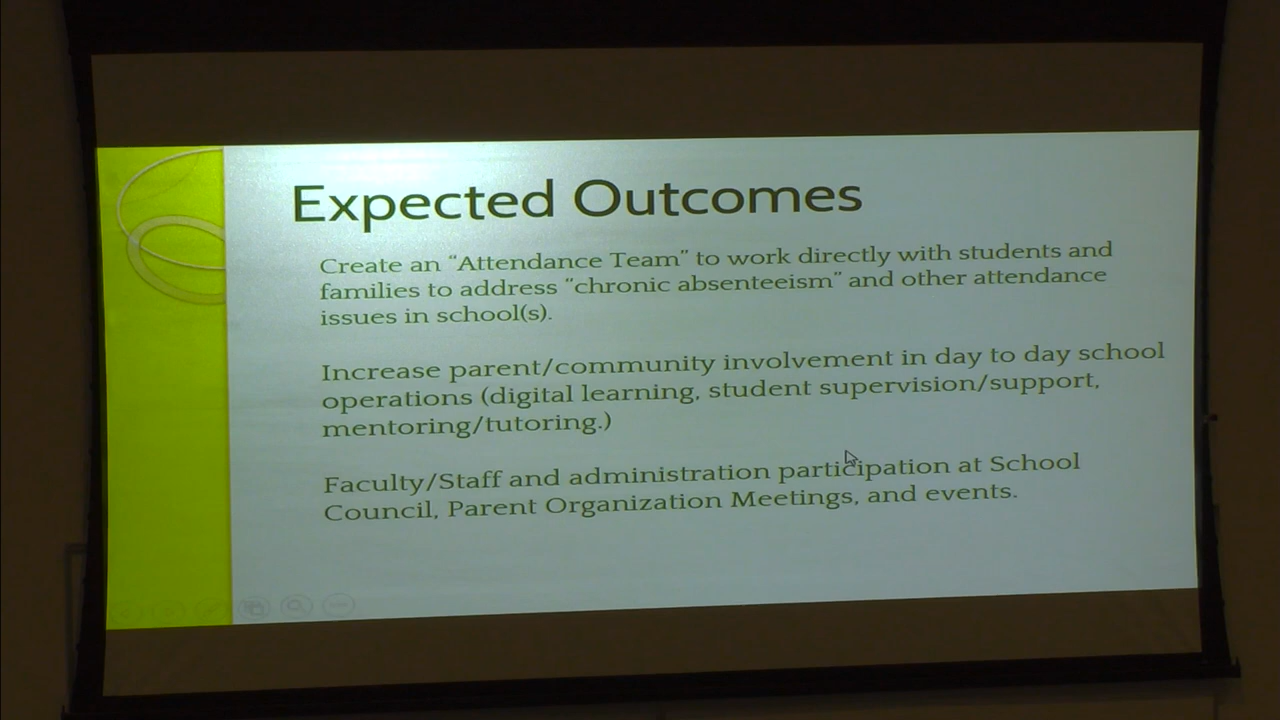 Expected Outcomes
Create an “Attendance Team” to work directly with students and
families to address “chronic absenteeism” and other attendance
issues in school(s).
Increase parent/community involvement in day to day school
operations (digital learning, student supervision/support,
mentoring/tutoring.)
Faculty/Staff and administration participation at School
Council, Parent Organization Meetings, and events.